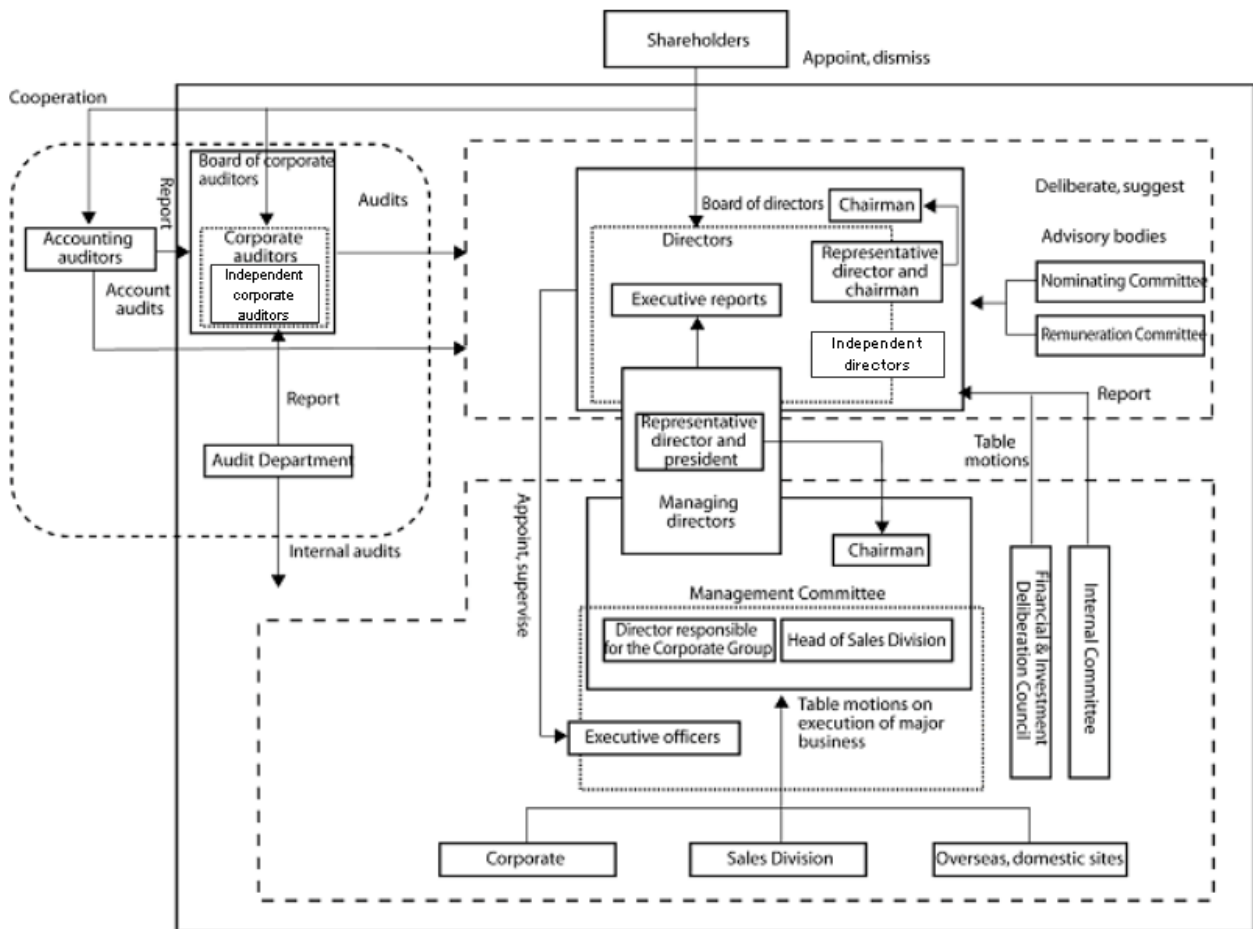 Shareholders
Appoint, dismiss
Cooperation
Board of corporate
auditors
Report
Audits
Accounting
auditors
Corporate
auditors
Independent
corporate
auditors
Account
audits
Report
Audit Department
Internal audits
Board of directors
Chairman
Directors
Representative
director and
chairman
Executive reports
Independent
directors
Deliberate, suggest
Advisory bodies
Nominating Committee
Remuneration Committee
Report
Table
motions
Representative
director and
president
Managing
directors
Chairman
Appoint, supervise
Management Committee
Director responsible
for the Corporate Group
Head of Sales Division
Financial & Investment
Deliberation Council
Internal Committee
Table motions on
execution of major
business
Executive officers
Corporate
Sales Division
Overseas, domestic sites